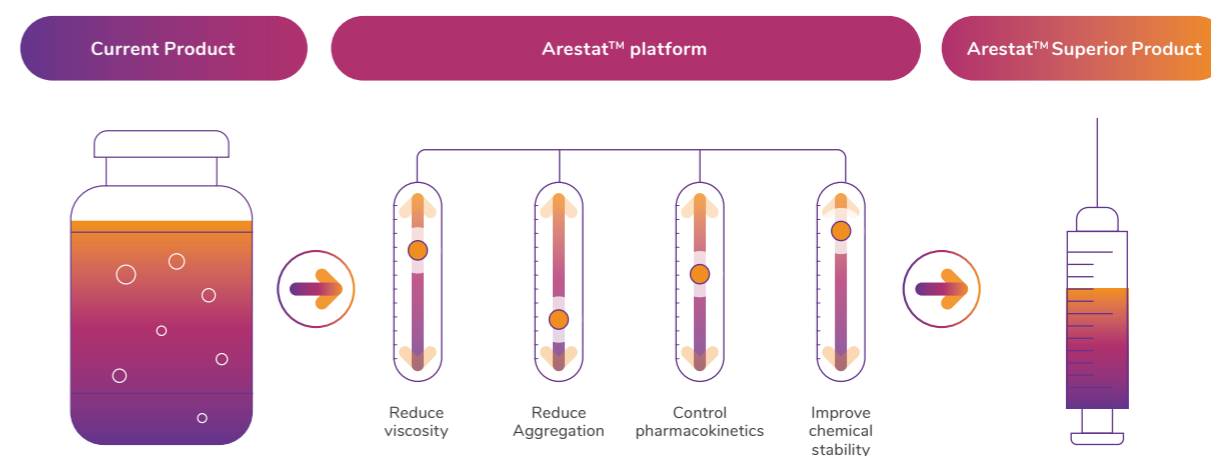 Current Product
Arestat™ platform
Arestat™ Superior Product
Reduce
viscosity
Reduce
Aggregation
Control
pharmacokinetics
Improve
chemical
stability